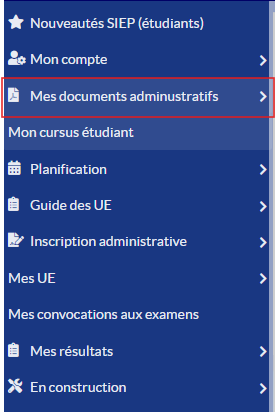 Nouveautés SIEP (étudiants)
Mon compte
Mes documents adminustratifs
Mon cursus étudiant
Planification
Guide des UE
Inscription administrative
Mes UE
Mes convocations aux examens
Mes résultats
En construction